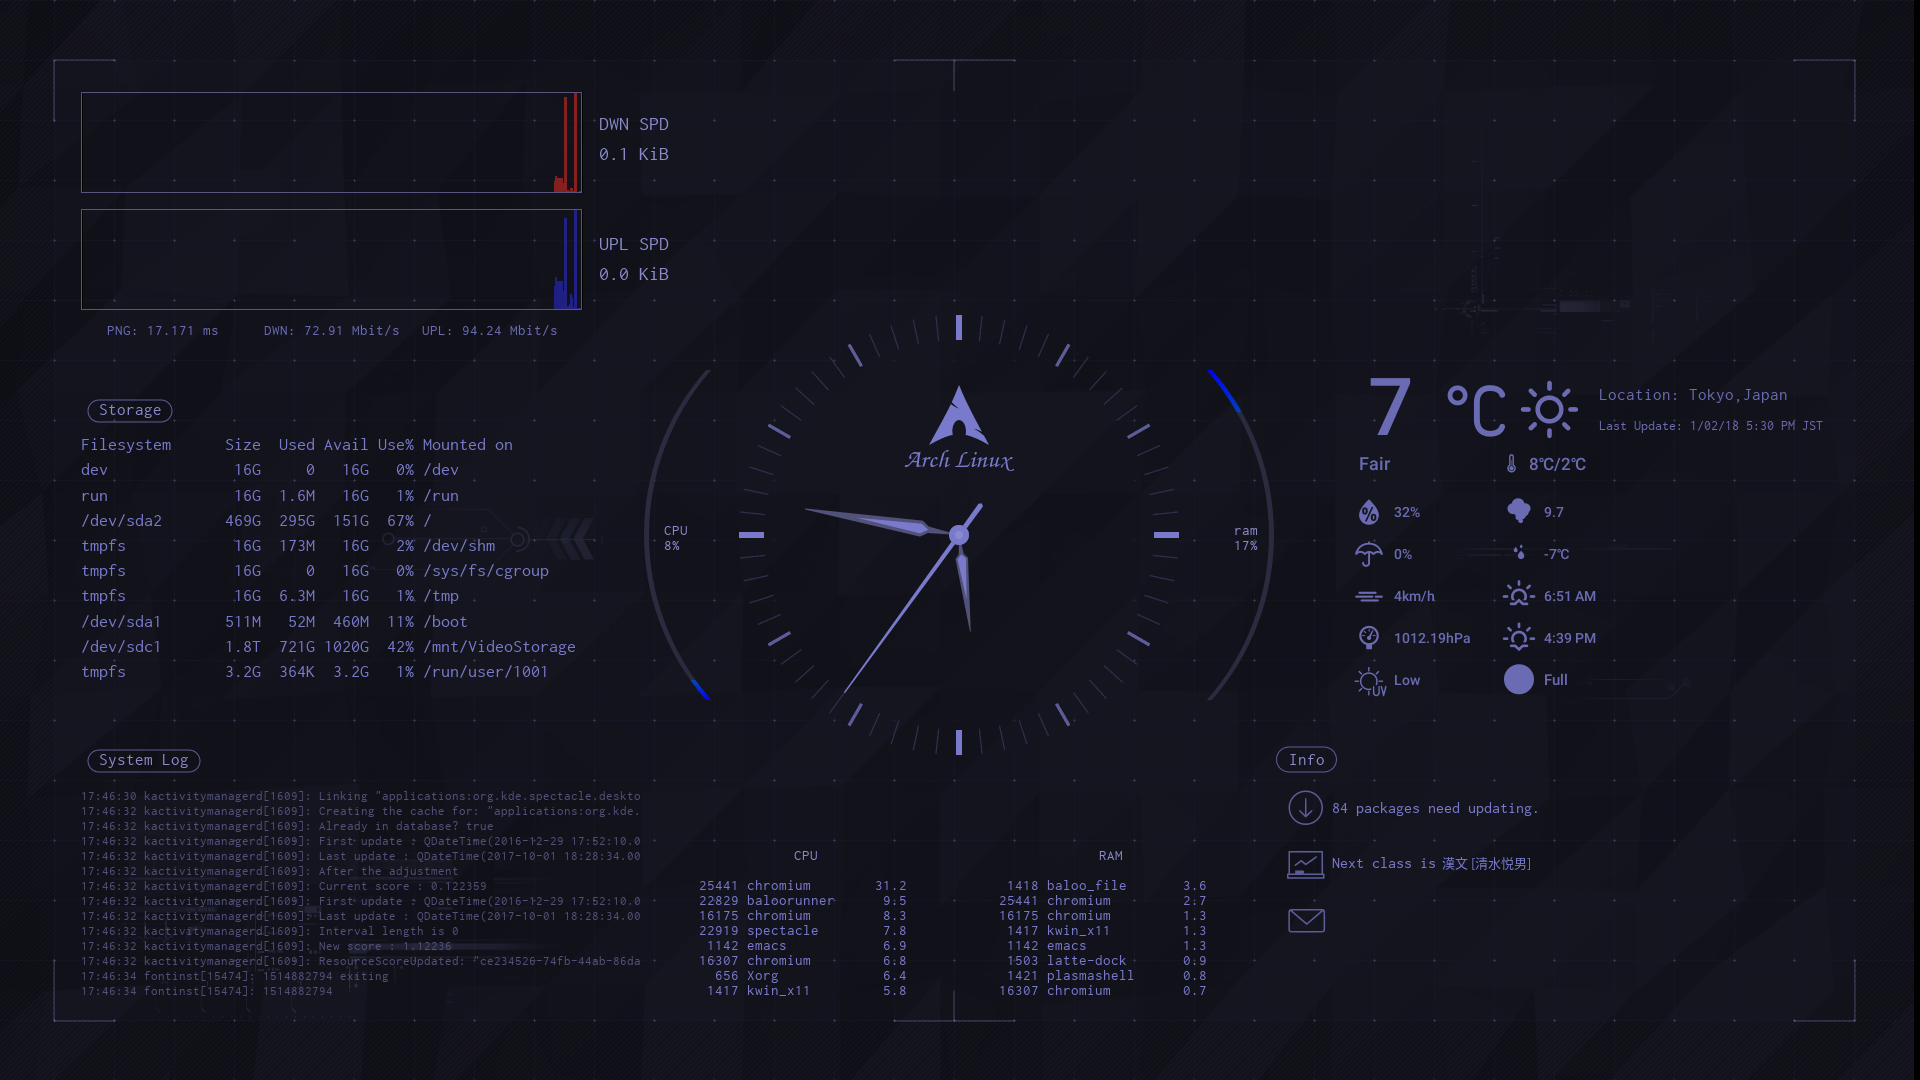 DWN SPD
0.1 KiB
UPL SPD
0.0 KiB
PNG: 17.171 ms DWN: 72.91 Mbit/s UPL: 94.24 Mbit/s
Storage
Filesystem Size Used Avail Use% Mounted on
dev 16G 0 16G 0% /dev
run 16G 1.6M 16G 1% /run
/dev/sda2 469G 295G 151G 67% /
tmpfs 16G 173M 16G 2% /dev/shm
tmpfs 16G 0 16G 0% /sys/fs/cgroup
tmpfs 16G 6.3M 16G 1% /tmp
/dev/sda1 511M 52M 460M 11% /boot
/dev/sdc1 1.8T 721G 1020G 42% /mnt/VideoStorage
tmpfs 3.2G 364K 3.2G 1% /run/user/1001
System Log
17:46:30 kactivitymanagerd[1609]: Linking "applications:org.kde.spectacle.deskto
17:46:32 kactivitymanagerd[1609]: Creating the cache for: "applications:org.kde.
17:46:32 kactivitymanagerd[1609]: Already in database? true
17:46:32 kactivitymanagerd[1609]: First update : QDateTime(2016-12-29 17:52:10.0
17:46:32 kactivitymanagerd[1609]: Last update : QDateTime(2017-10-01 18:28:34.00
17:46:32 kactivitymanagerd[1609]: After the adjustment
17:46:32 kactivitymanagerd[1609]: Current score : 0.122359
17:46:32 kactivitymanagerd[1609]: First update : QDateTime(2016-12-29 17:52:10.0
17:46:32 kactivitymanagerd[1609]: Last update : QDateTime(2017-10-01 18:28:34.00
17:46:32 kactivitymanagerd[1609]: Interval length is 0
17:46:32 kactivitymanagerd[1609]: New score : 1.12236
17:46:32 kactivitymanagerd[1609]: ResourceScoreUpdated: "ce234526-74fb-44ab-86da
17:46:34 fontinst[15474]: 1514882794 exiting
17:46:34 fontinst[15474]: 1514882794
Arch Linux
CPU
8%
ram
17%
CPU
25441 chromium 31.2
22829 baloorunner 9.5
16175 chromium 8.3
22919 spectacle 7.8
1142 emacs 6.9
16307 chromium 6.8
656 Xorg 6.4
1417 kwin_x11 5.8
RAM
1418 baloo_file 3.6
25441 chromium 2.7
16175 chromium 1.3
1417 kwin_x11 1.3
1142 emacs 1.3
1503 latte-dock 0.9
1421 plasmashell 0.8
16307 chromium 0.7
7 °C
Location: Tokyo,Japan
Last Update: 1/02/18 5:30 PM JST
Fair 8℃/2℃
32% 9.7
0% -7℃
4km/h 6:51 AM
1012.19hPa 4:39 PM
UV Low Full
Info
84 packages need updating.
Next class is 漢文[清水悦男]